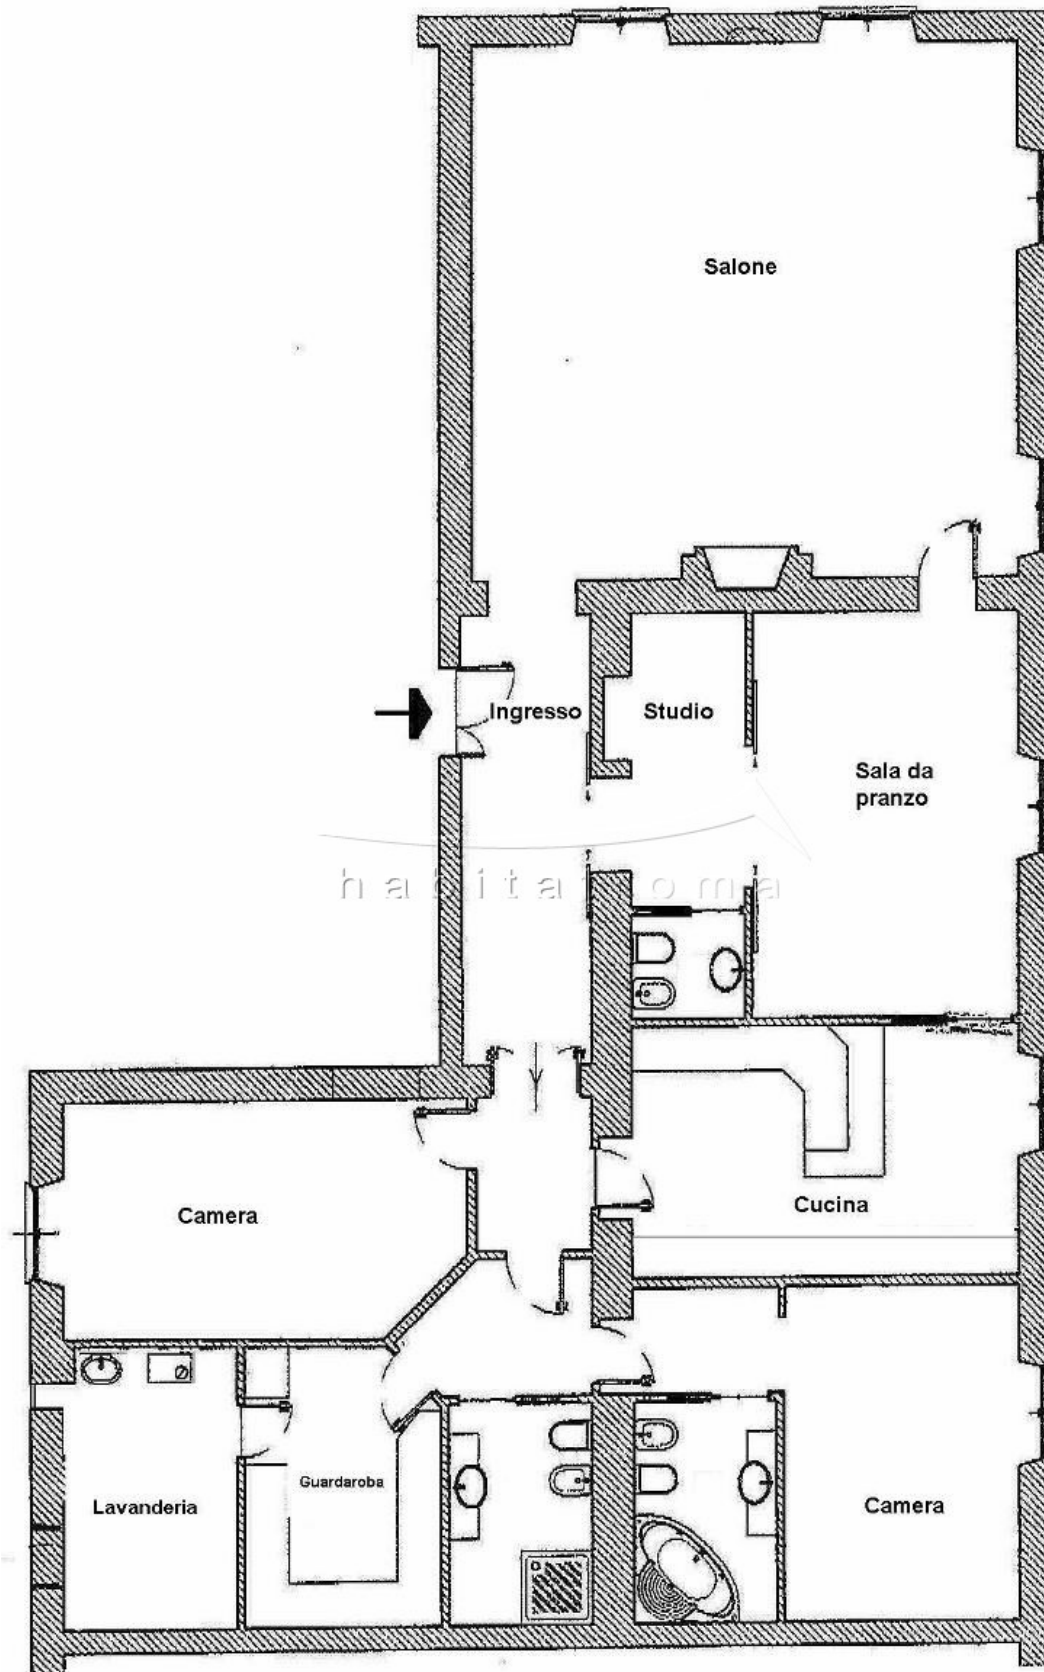 Salone
Ingresso
Studio
Sala da
pranzo
Cucina
Camera
Guardaroba
Lavanderia
Camera